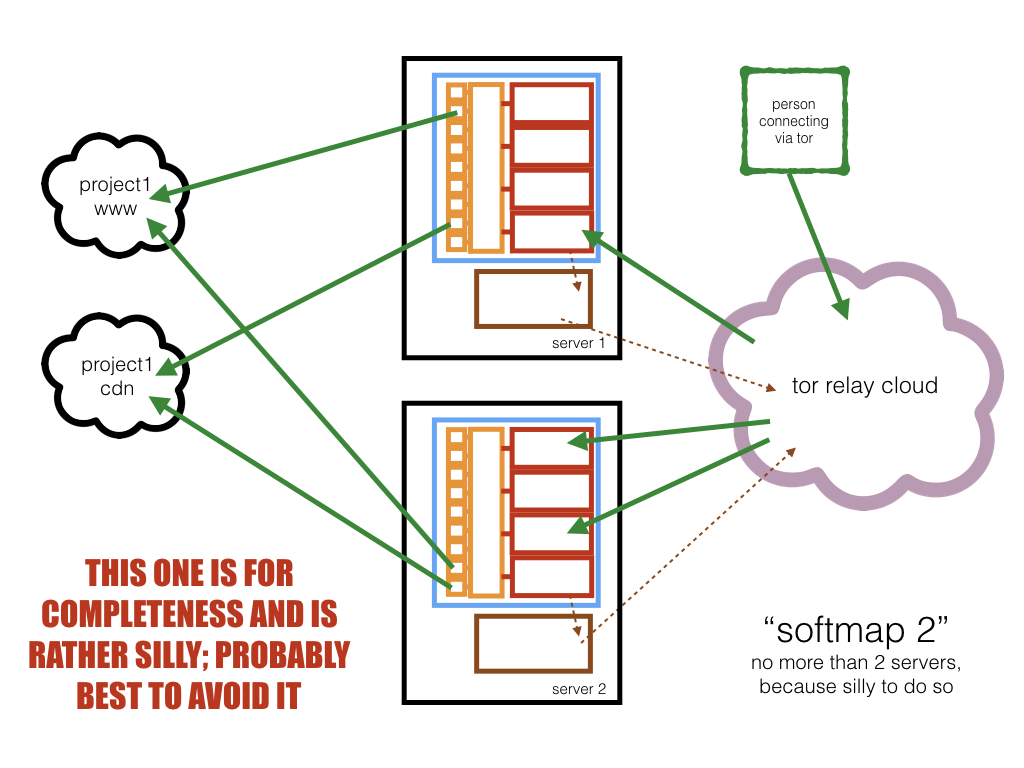 person
connecting
via tor
project1
www
server 1
project1
cdn
tor relay cloud
THIS ONE IS FOR
COMPLETENESS AND IS
RATHER SILLY; PROBABLY
BEST TO AVOID IT
“softmap 2”
no more than 2 servers,
because silly to do so
server 2